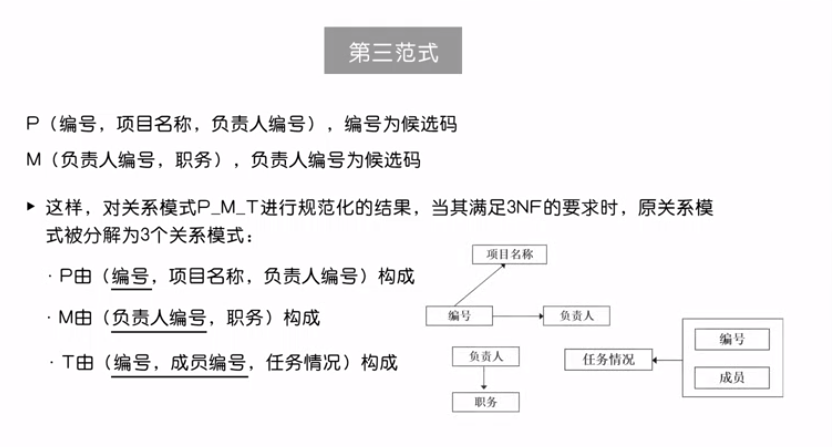 第三范式
P（编号，项目名称，负责人编号），编号为候选码
M（负责人编号，职务），负责人编号为候选码
▶ 这样，对关系模式P_M_T进行规范化的结果，当其满足3NF的要求时，原关系模
式被分解为3个关系模式：
· P由（编号，项目名称，负责人编号）构成
· M由（负责人编号，职务）构成
· T由（编号，成员编号，任务情况）构成
项目名称
编号
负责人
负责人
职务
任务情况
编号
成员